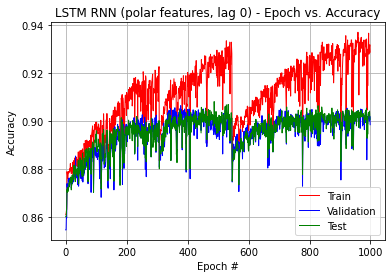 LSTM RNN (polar features, lag 0) - Epoch vs. Accuracy
0.94
0.92
0.90
0.88
0.86
Accuracy
0 200 400 600 800 1000
Epoch #
Train
Validation
Test